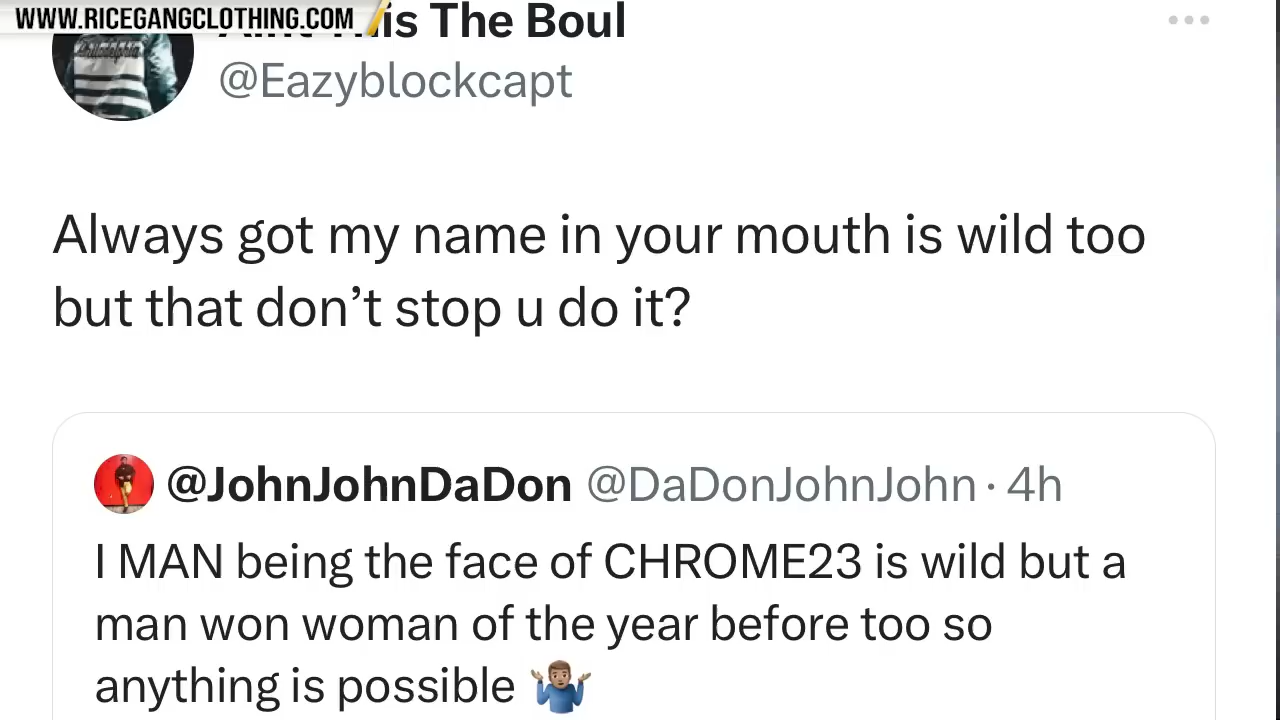 WWW.RICEGANGCLOTHING.COM
This The Boul
@Eazyblockcapt
Always got my name in your mouth is wild too
but that don’t stop u do it?
@JohnJohnDaDon @DaDonJohnJohn · 4h
I MAN being the face of CHROME23 is wild but a
man won woman of the year before too so
anything is possible 🤷🏽‍♂️